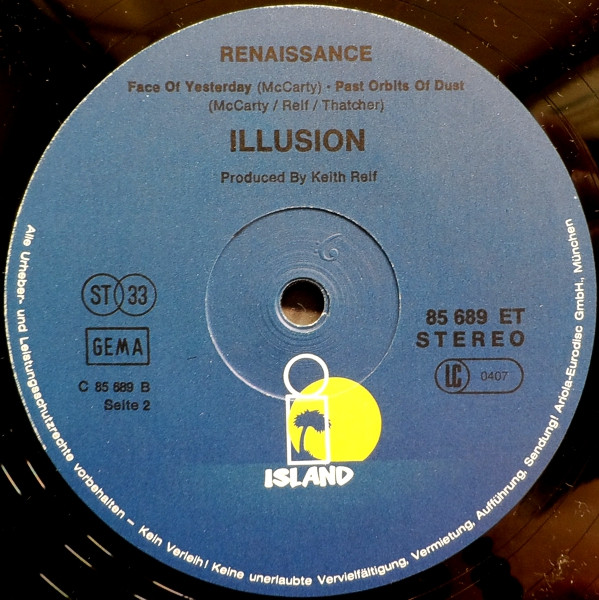 RENAISSANCE
Face Of Yesterday (McCarty) · Past Orbits Of Dust
(McCarty / Relf / Thatcher)
ILLUSION
Produced By Keith Relf
6
ST 33
GEMA
C 85 689 B
Seite 2
85 689 ET
STEREO
LC 0407
ISLAND
Alle Urheber- und Leistungsschutzrechte vorbehalten – Kein Verleih! Keine unerlaubte Vervielfältigung, Vermietung, Aufführung, Sendung! Ariola-Eurodisc GmbH., München